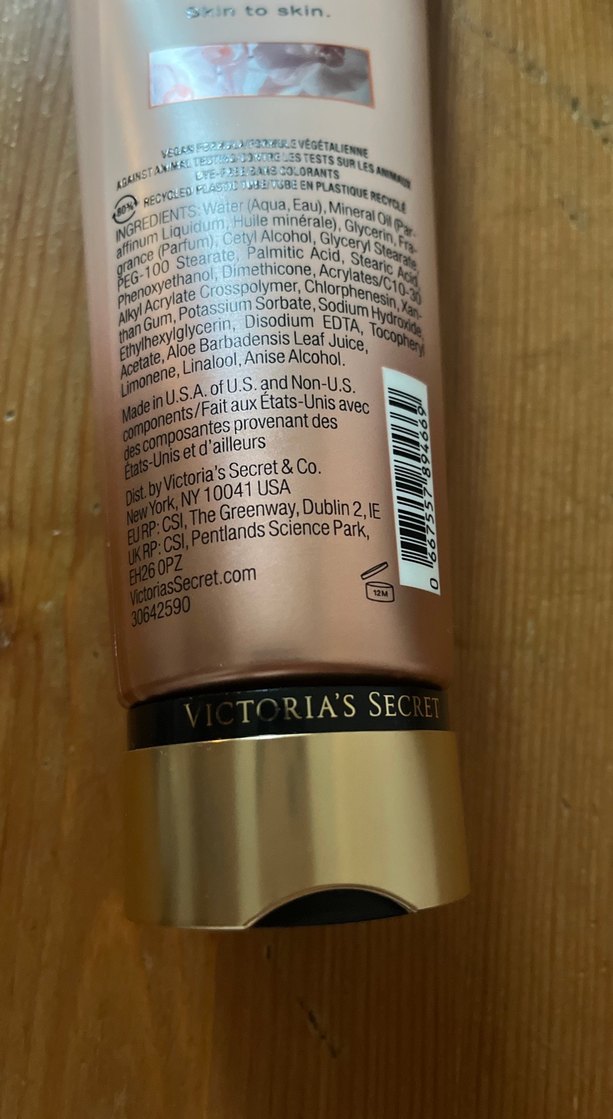 Skin to skin.
VEGAN FORMULA/FORMULE VÉGÉTALIENNE
AGAINST ANIMAL TESTING/CONTRE LES TESTS SUR LES ANIMAUX
DYE-FREE/SANS COLORANTS
RECYCLED PLASTIC TUBE/TUBE EN PLASTIQUE RECYCLÉ
INGREDIENTS: Water (Aqua, Eau), Mineral Oil (Par-
affinum Liquidum, Huile minérale), Glycerin, Fra-
grance (Parfum), Cetyl Alcohol, Glyceryl Stearate,
PEG-100 Stearate, Palmitic Acid, Stearic Acid,
Phenoxyethanol, Dimethicone, Acrylates/C10-30
Alkyl Acrylate Crosspolymer, Chlorphenesin, Xan-
than Gum, Potassium Sorbate, Sodium Hydroxide,
Ethylhexylglycerin, Disodium EDTA, Tocopheryl
Acetate, Aloe Barbadensis Leaf Juice,
Limonene, Linalool, Anise Alcohol.
Made in U.S.A. of U.S. and Non-U.S.
components/Fait aux États-Unis avec
des composantes provenant des
États-Unis et d'ailleurs
Dist. by Victoria's Secret & Co.
New York, NY 10041 USA
EU RP: CSI, The Greenway, Dublin 2, IE
UK RP: CSI, Pentlands Science Park,
EH26 0PZ
VictoriasSecret.com
30642590
0 667557 894669
12M
VICTORIA'S SECRET